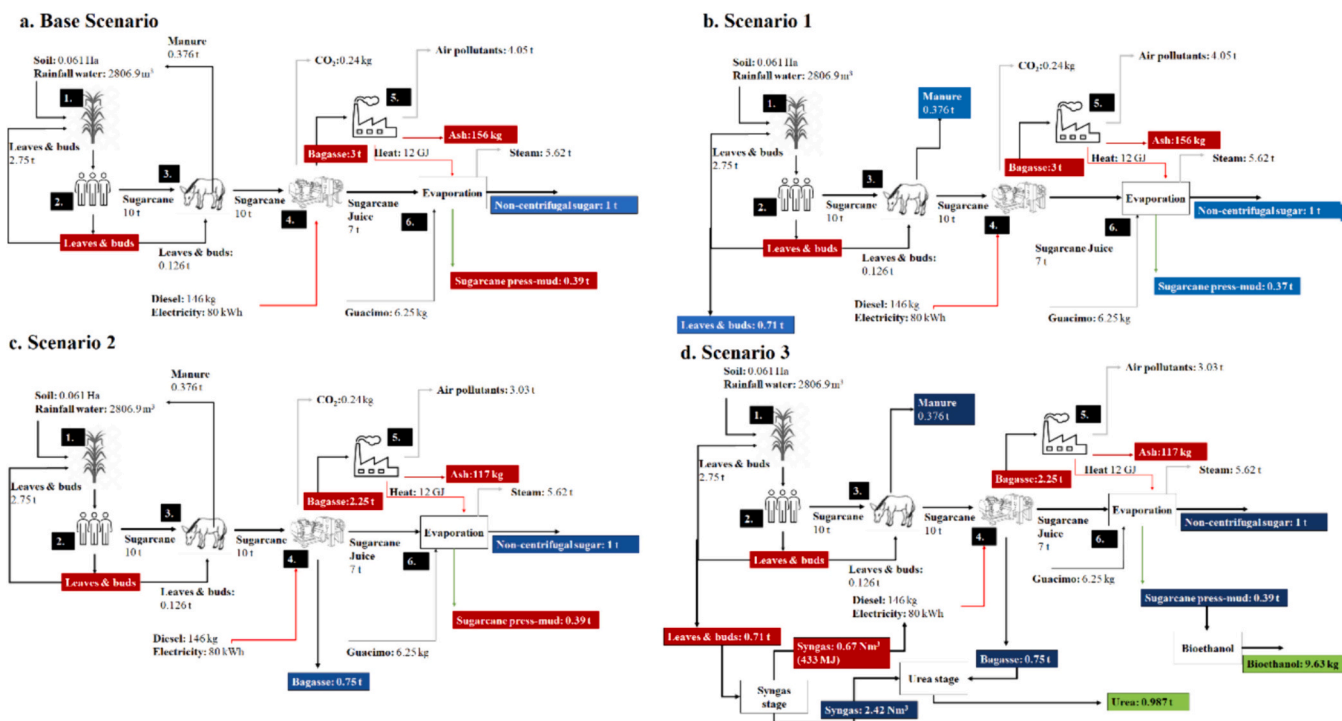 a. Base Scenario
Manure
0.376 t
Soil: 0.061 Ha
Rainfall water: 2806.9 m³
1.
Leaves & buds
2.75 t
2.
3.
Sugarcane
10 t
Leaves & buds
Leaves & buds:
0.126 t
Sugarcane
10 t
4.
Diesel: 146 kg
Electricity: 80 kWh
CO₂: 0.24 kg
Air pollutants: 4.05 t
5.
Bagasse: 3 t
Ash: 156 kg
Heat: 12 GJ
Steam: 5.62 t
Evaporation
Sugarcane
Juice
7 t
6.
Non-centrifugal sugar: 1 t
Sugarcane press-mud: 0.39 t
Guacimo: 6.25 kg
b. Scenario 1
Soil: 0.061 Ha
Rainfall water: 2806.9 m³
1.
Manure
0.376 t
Leaves & buds
2.75 t
2.
3.
Sugarcane
10 t
Leaves & buds
Leaves & buds:
0.126 t
Sugarcane
10 t
4.
Diesel: 146 kg
Electricity: 80 kWh
Leaves & buds: 0.71 t
CO₂: 0.24 kg
Air pollutants: 4.05 t
5.
Bagasse: 3 t
Ash: 156 kg
Heat: 12 GJ
Steam: 5.62 t
Evaporation
6.
Sugarcane Juice
7 t
Non-centrifugal sugar: 1 t
Sugarcane press-mud: 0.37 t
Guacimo: 6.25 kg
c. Scenario 2
Manure
0.376 t
Soil: 0.061 Ha
Rainfall water: 2806.9 m³
1.
Leaves & buds
2.75 t
2.
3.
Sugarcane
10 t
Leaves & buds
Leaves & buds:
0.126 t
Sugarcane
10 t
4.
Diesel: 146 kg
Electricity: 80 kWh
CO₂: 0.24 kg
Air pollutants: 3.03 t
5.
Bagasse: 2.25 t
Ash: 117 kg
Heat: 12 GJ
Steam: 5.62 t
Evaporation
Sugarcane
Juice
7 t
6.
Non-centrifugal sugar: 1 t
Sugarcane press-mud: 0.39 t
Guacimo: 6.25 kg
Bagasse: 0.75 t
d. Scenario 3
Soil: 0.061 Ha
Rainfall water: 2806.9 m³
1.
Manure
0.376 t
Leaves & buds
2.75 t
2.
3.
Sugarcane
10 t
Leaves & buds
Leaves & buds:
0.126 t
Sugarcane
10 t
4.
Diesel: 146 kg
Electricity: 80 kWh
Air pollutants: 3.03 t
5.
Bagasse: 2.25 t
Ash: 117 kg
Heat 12 GJ
Steam: 5.62 t
Evaporation
Sugarcane
Juice
7 t
6.
Guacimo: 6.25 kg
Non-centrifugal sugar: 1 t
Sugarcane press-mud: 0.39 t
Leaves & buds: 0.71 t
Syngas: 0.67 Nm³
(433 MJ)
Syngas
stage
Syngas: 2.42 Nm³
Bagasse: 0.75 t
Urea stage
Urea: 0.987 t
Bioethanol
Bioethanol: 9.63 kg